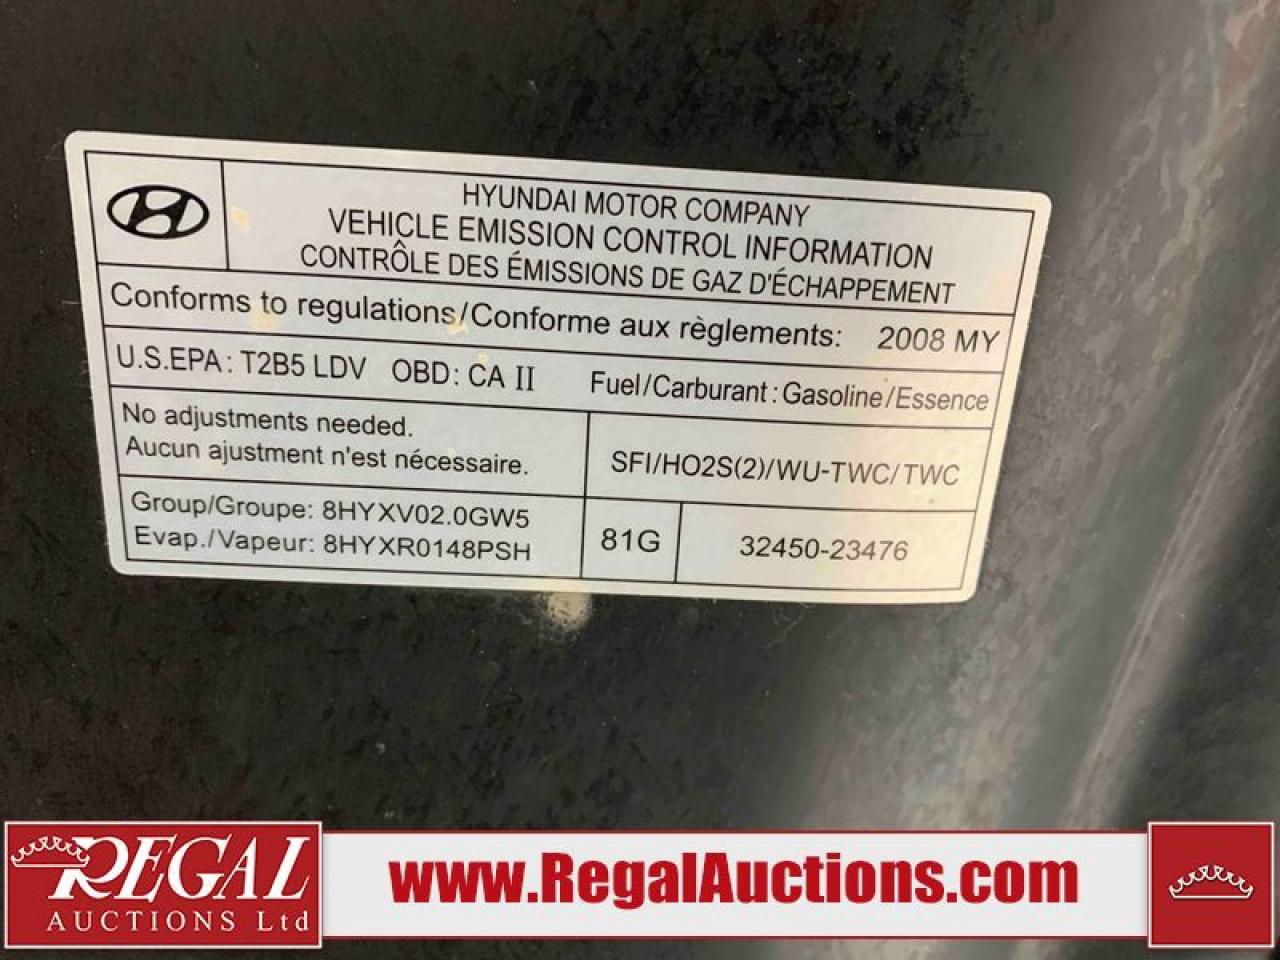 HYUNDAI MOTOR COMPANY
VEHICLE EMISSION CONTROL INFORMATION
CONTRÔLE DES ÉMISSIONS DE GAZ D'ÉCHAPPEMENT
Conforms to regulations/Conforme aux règlements: 2008 MY
U.S.EPA: T2B5 LDV OBD: CA II Fuel/Carburant: Gasoline/Essence
No adjustments needed.
Aucun ajustment n'est nécessaire.
SFI/HO2S(2)/WU-TWC/TWC
Group/Groupe: 8HYXV02.0GW5
Evap./Vapeur: 8HYXR0148PSH
81G
32450-23476
REGAL
AUCTIONS Ltd
www.RegalAuctions.com